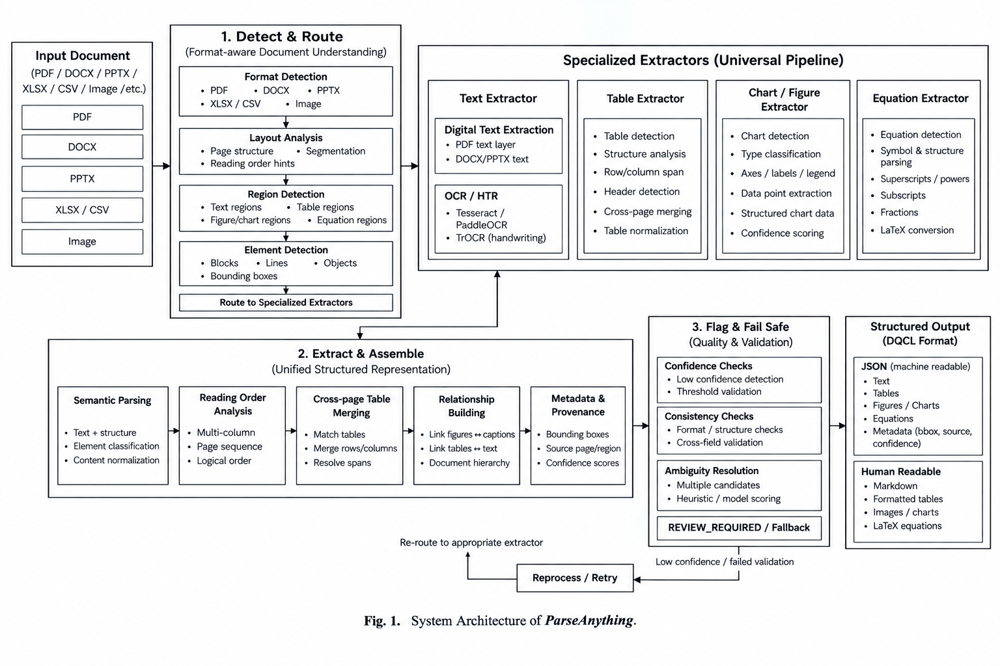 Input Document
(PDF / DOCX / PPTX /
XLSX / CSV / Image /etc.)
PDF
DOCX
PPTX
XLSX / CSV
Image
1. Detect & Route
(Format-aware Document Understanding)
Format Detection
• PDF • DOCX • PPTX
• XLSX / CSV • Image
Layout Analysis
• Page structure • Segmentation
• Reading order hints
Region Detection
• Text regions • Table regions
• Figure/chart regions • Equation regions
Element Detection
• Blocks • Lines • Objects
• Bounding boxes
Route to Specialized Extractors
Specialized Extractors (Universal Pipeline)
Text Extractor
Digital Text Extraction
• PDF text layer
• DOCX/PPTX text
OCR / HTR
• Tesseract /
PaddleOCR
• TrOCR (handwriting)
Table Extractor
• Table detection
• Structure analysis
• Row/column span
• Header detection
• Cross-page merging
• Table normalization
Chart / Figure
Extractor
• Chart detection
• Type classification
• Axes / labels / legend
• Data point extraction
• Structured chart data
• Confidence scoring
Equation Extractor
• Equation detection
• Symbol & structure
parsing
• Superscripts / powers
• Subscripts
• Fractions
• LaTeX conversion
2. Extract & Assemble
(Unified Structured Representation)
Semantic Parsing
• Text + structure
• Element classification
• Content normalization
Reading Order
Analysis
• Multi-column
• Page sequence
• Logical order
Cross-page Table
Merging
• Match tables
• Merge rows/columns
• Resolve spans
Relationship
Building
• Link figures ↔ captions
• Link tables ↔ text
• Document hierarchy
Metadata &
Provenance
• Bounding boxes
• Source page/region
• Confidence scores
3. Flag & Fail Safe
(Quality & Validation)
Confidence Checks
• Low confidence detection
• Threshold validation
Consistency Checks
• Format / structure checks
• Cross-field validation
Ambiguity Resolution
• Multiple candidates
• Heuristic / model scoring
REVIEW_REQUIRED / Fallback
Structured Output
(DQCL Format)
JSON (machine readable)
• Text
• Tables
• Figures / Charts
• Equations
• Metadata (bbox, source,
confidence)
Human Readable
• Markdown
• Formatted tables
• Images / charts
• LaTeX equations
Low confidence / failed validation
Reprocess / Retry
Re-route to appropriate extractor
Fig. 1. System Architecture of ParseAnything.